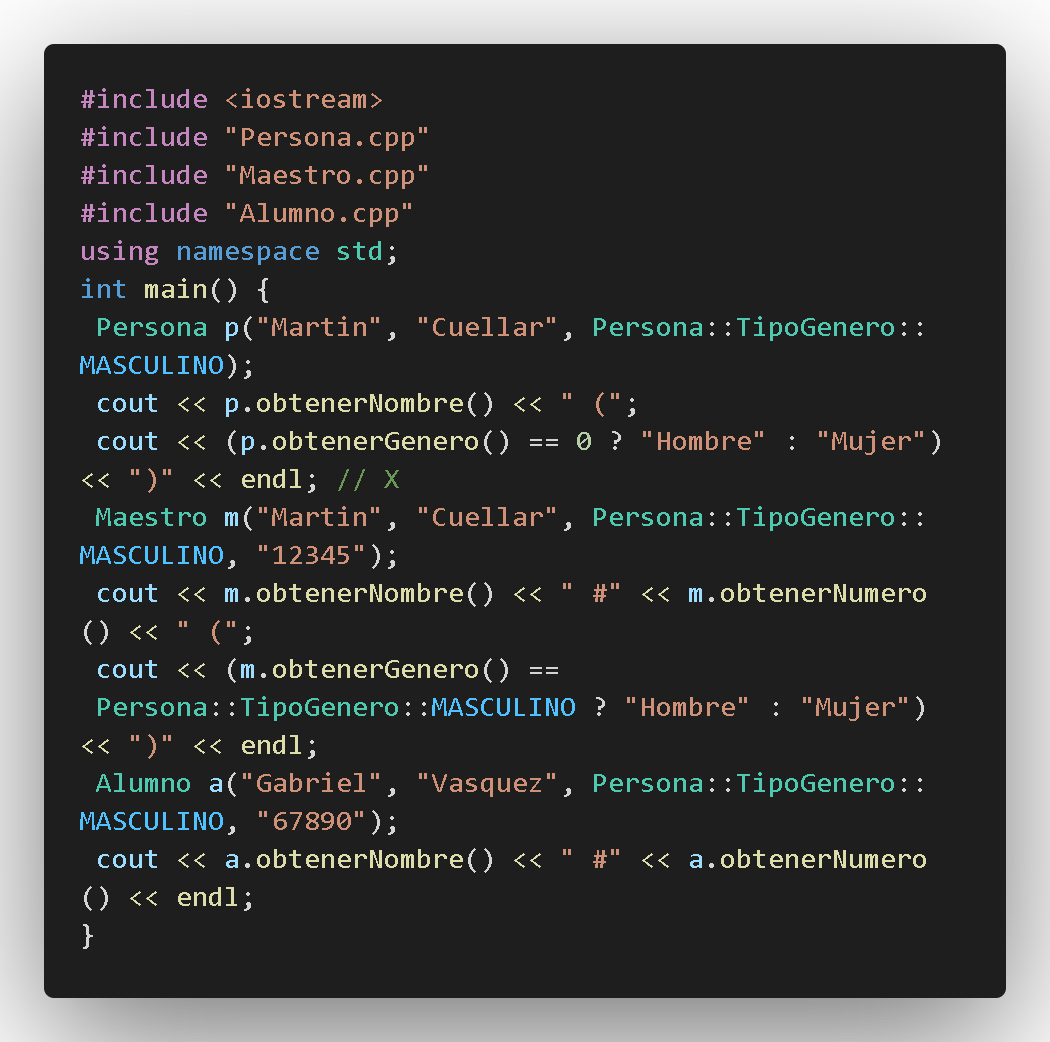 #include <iostream>
#include "Persona.cpp"
#include "Maestro.cpp"
#include "Alumno.cpp"
using namespace std;
int main() {
 Persona p("Martin", "Cuellar", Persona::TipoGenero::
MASCULINO);
 cout << p.obtenerNombre() << " (";
 cout << (p.obtenerGenero() == 0 ? "Hombre" : "Mujer")
<< ")" << endl; // X
 Maestro m("Martin", "Cuellar", Persona::TipoGenero::
MASCULINO, "12345");
 cout << m.obtenerNombre() << " #" << m.obtenerNumero
() << " (";
 cout << (m.obtenerGenero() ==
 Persona::TipoGenero::MASCULINO ? "Hombre" : "Mujer")
<< ")" << endl;
 Alumno a("Gabriel", "Vasquez", Persona::TipoGenero::
MASCULINO, "67890");
 cout << a.obtenerNombre() << " #" << a.obtenerNumero
() << endl;
}